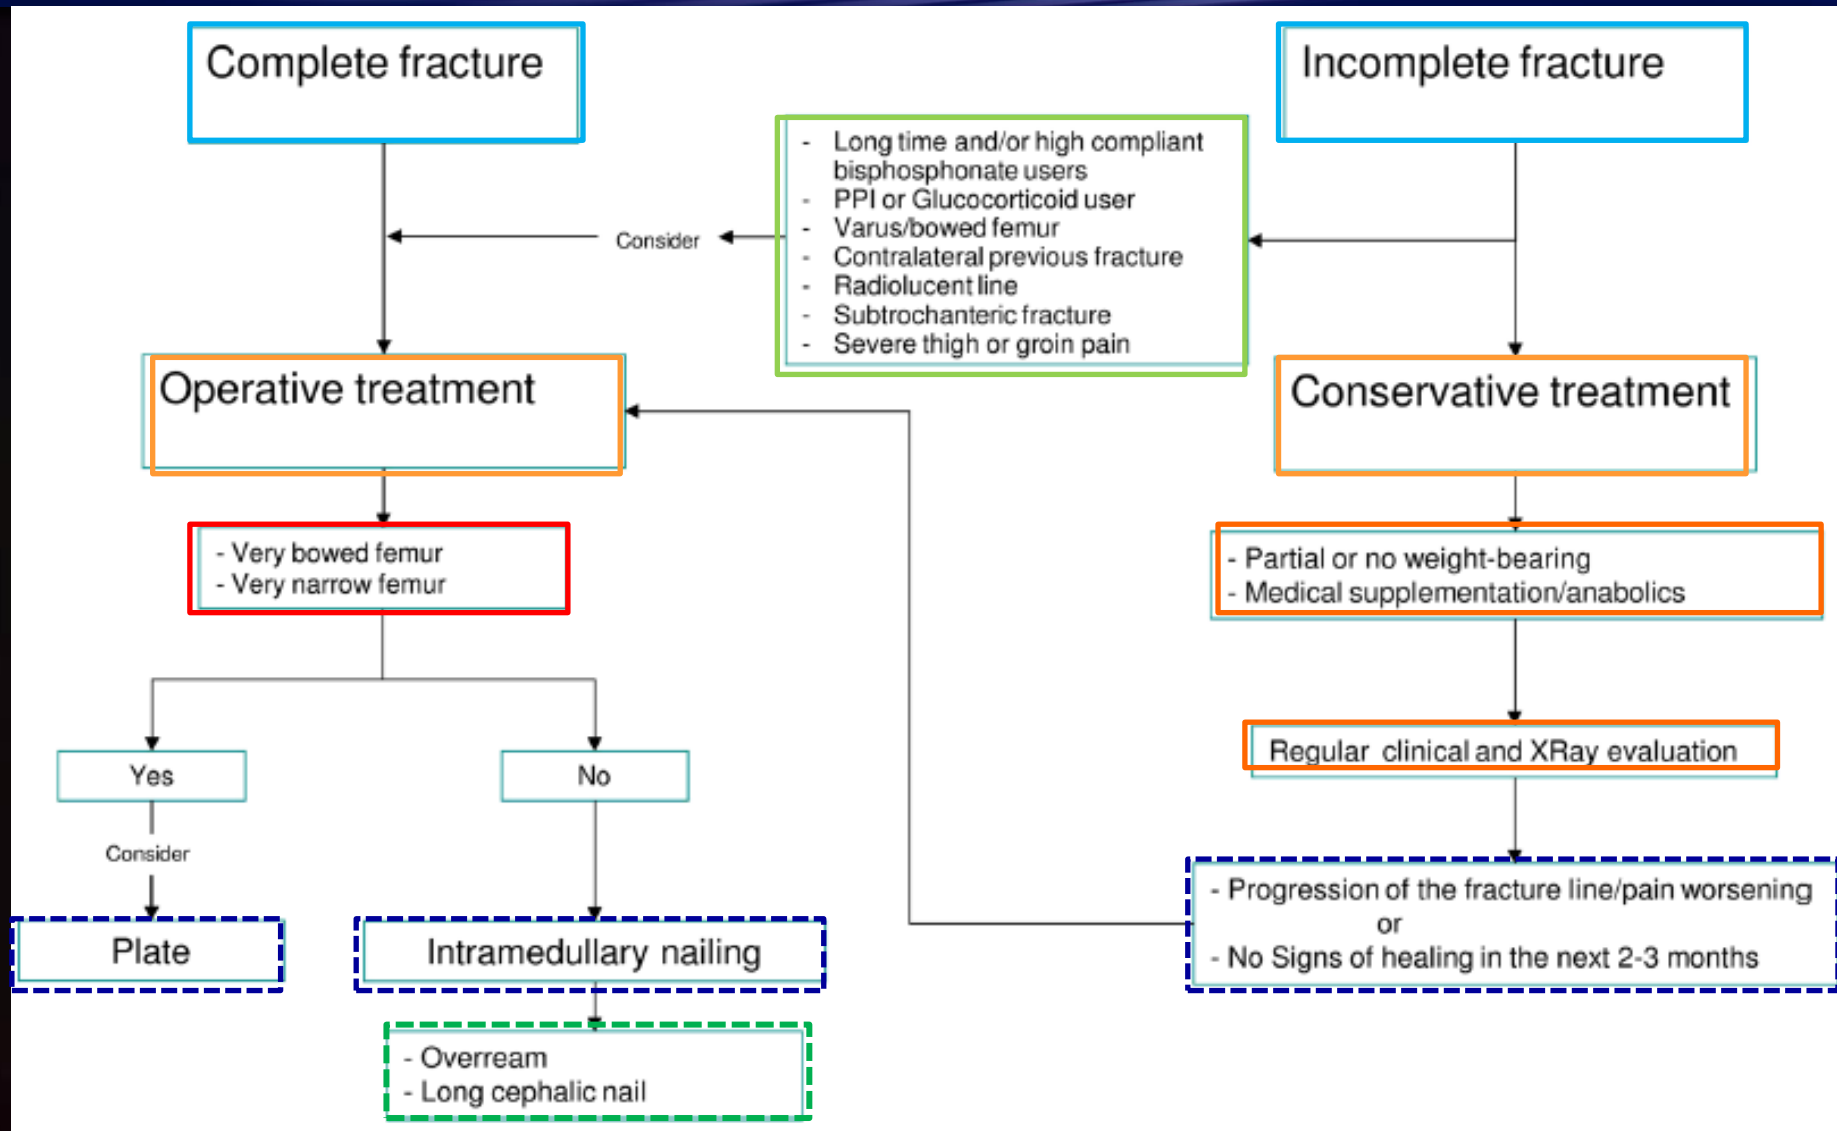 Complete fracture
Incomplete fracture
- Long time and/or high compliant
bisphosphonate users
- PPI or Glucocorticoid user
- Varus/bowed femur
- Contralateral previous fracture
- Radiolucent line
- Subtrochanteric fracture
- Severe thigh or groin pain
Consider
Operative treatment
Conservative treatment
- Very bowed femur
- Very narrow femur
- Partial or no weight-bearing
- Medical supplementation/anabolics
Yes
No
Regular clinical and XRay evaluation
Consider
- Progression of the fracture line/pain worsening
or
- No Signs of healing in the next 2-3 months
Plate
Intramedullary nailing
- Overream
- Long cephalic nail